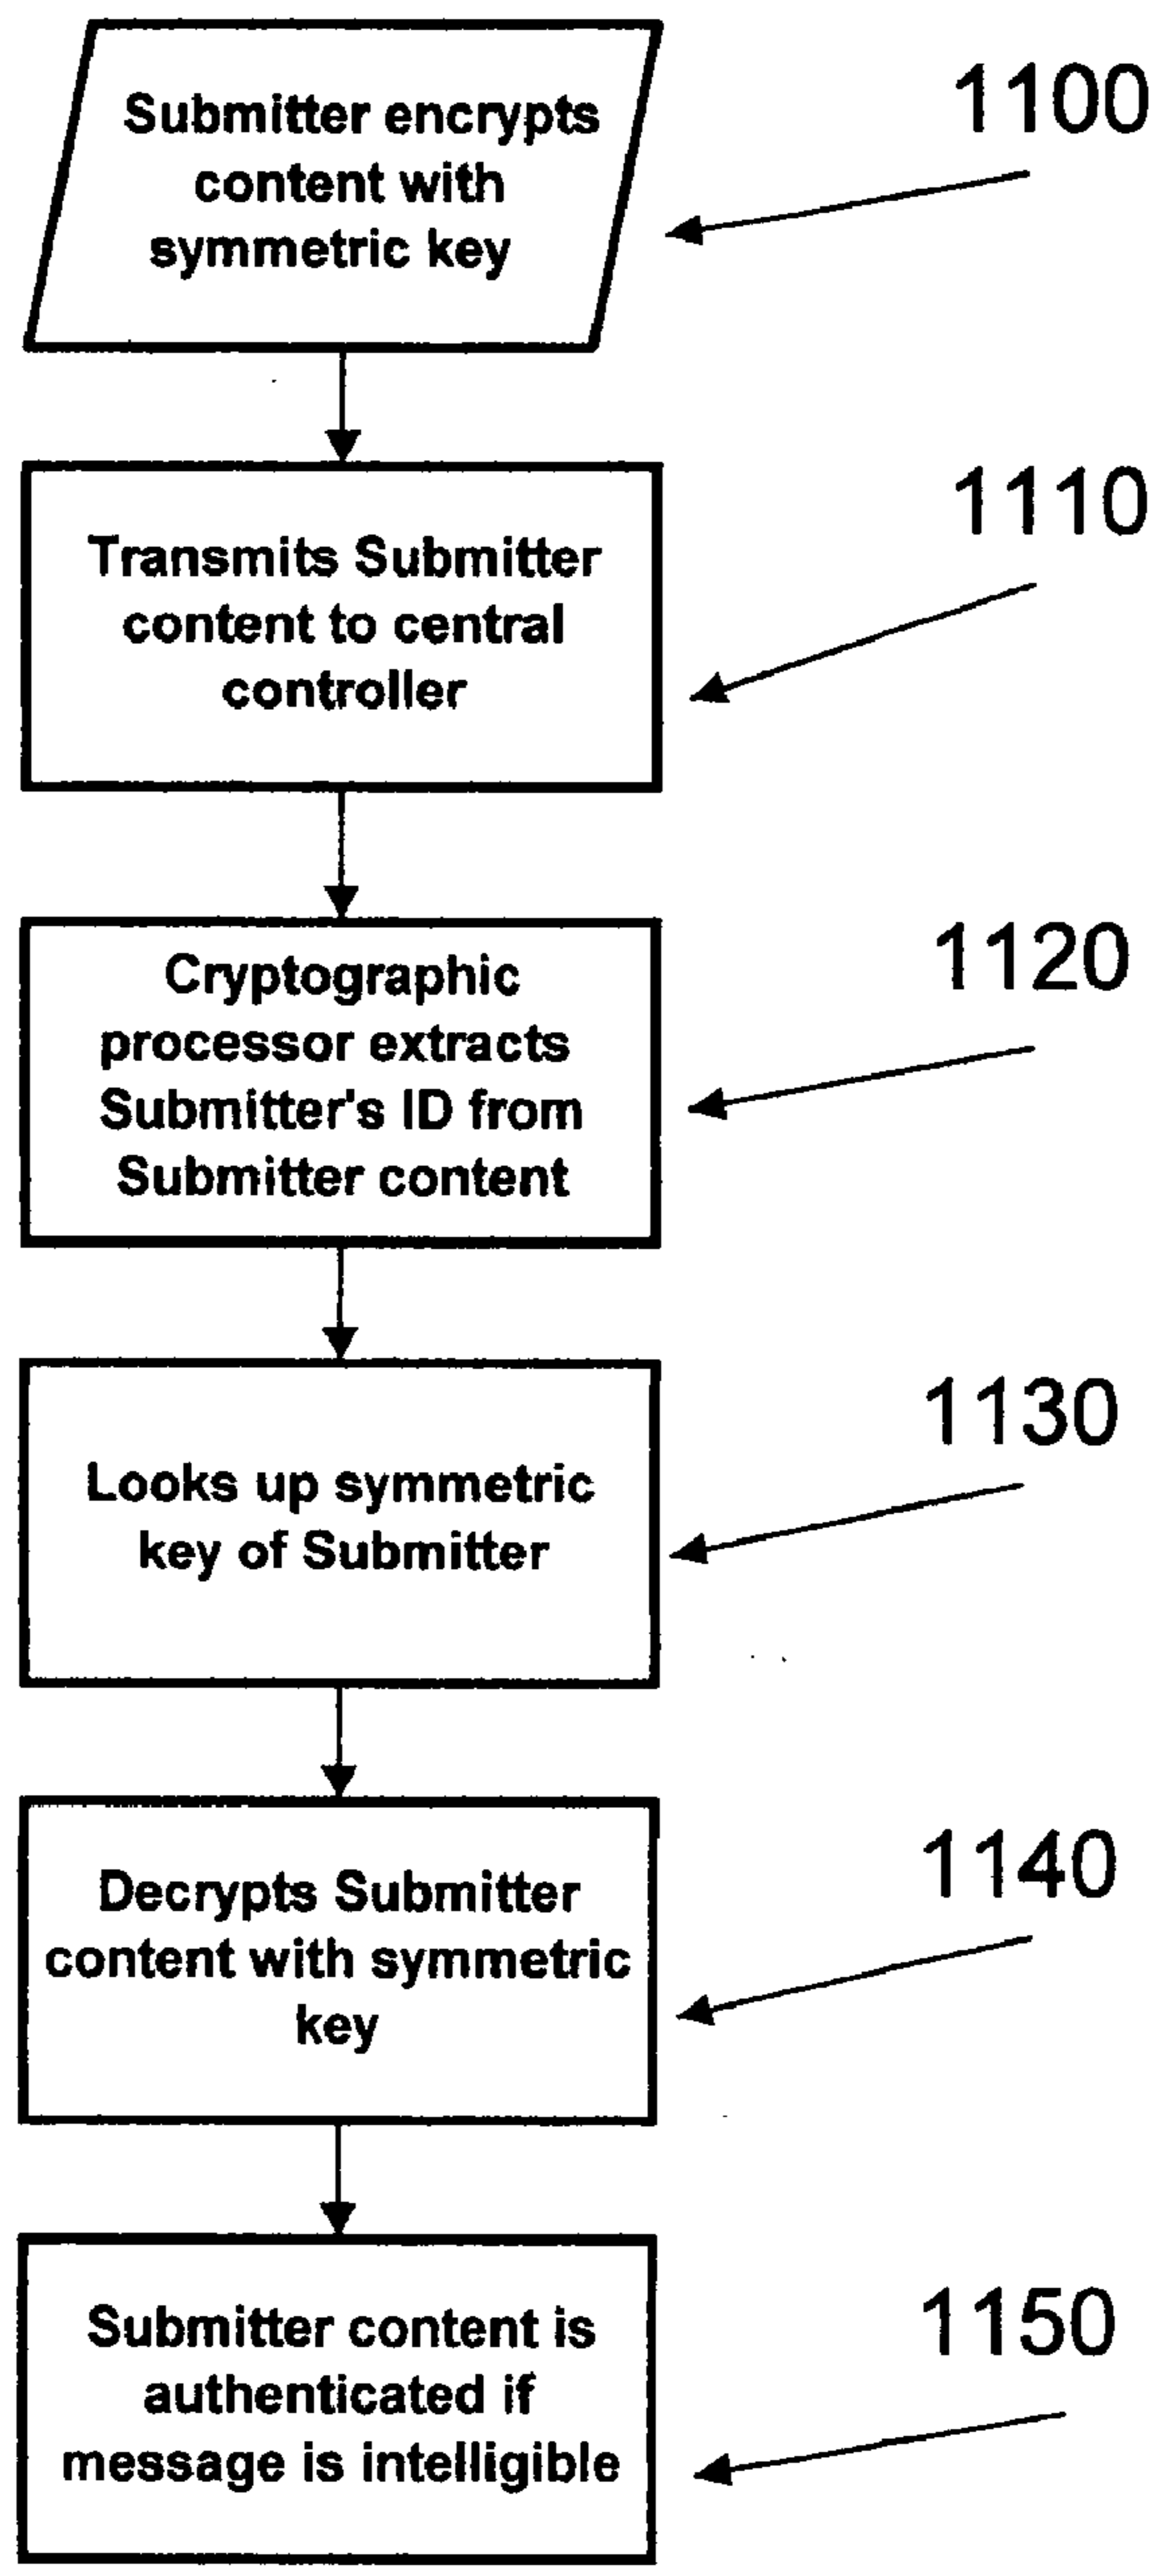 Submitter encrypts
content with
symmetric key
1100
Transmits Submitter
content to central
controller
1110
Cryptographic
processor extracts
Submitter's ID from
Submitter content
1120
Looks up symmetric
key of Submitter
1130
Decrypts Submitter
content with symmetric
key
1140
Submitter content is
authenticated if
message is intelligible
1150